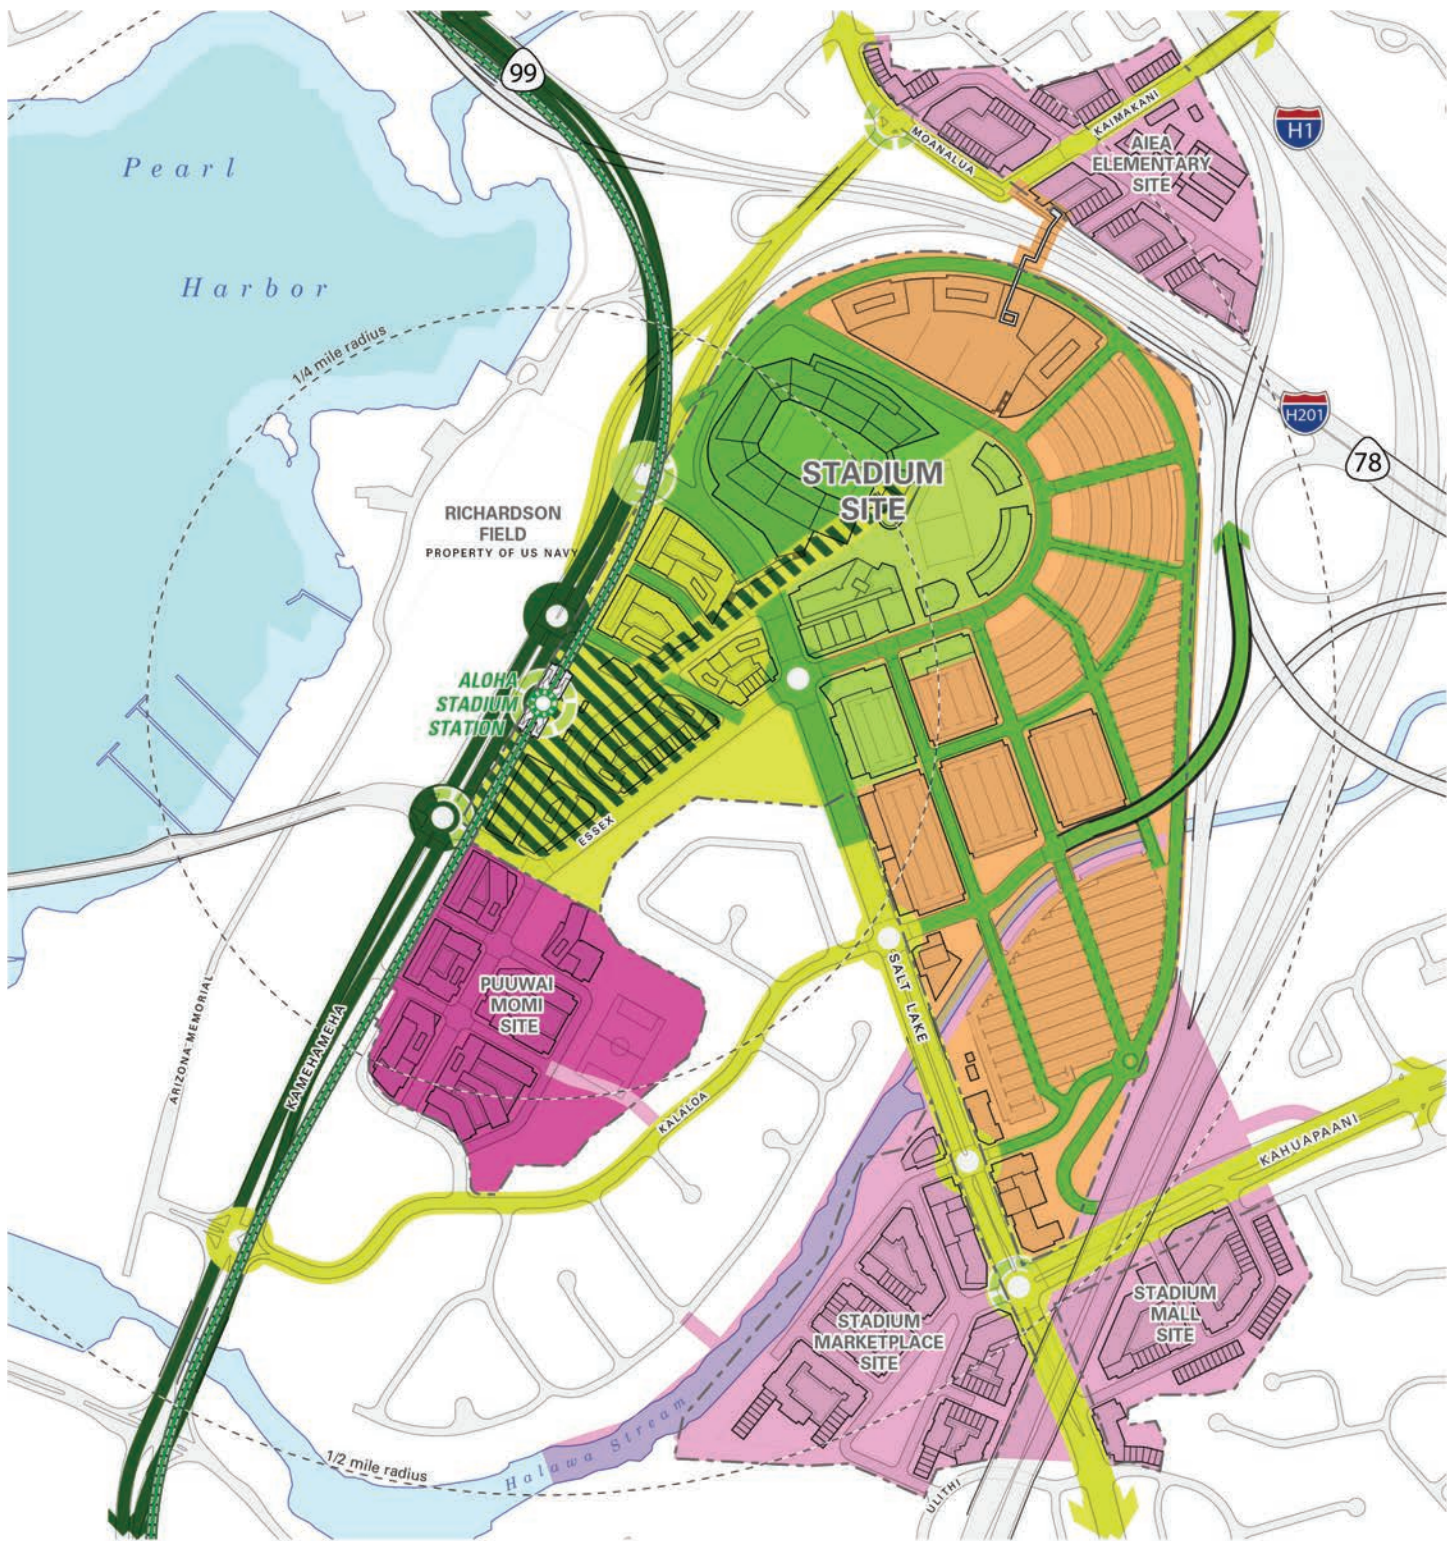 99
Pearl
Harbor
H1
MOANALUA
KAIMAKANI
AIEA
ELEMENTARY
SITE
1/4 mile radius
H201
78
STADIUM
SITE
RICHARDSON
FIELD
PROPERTY OF US NAVY
ALOHA
STADIUM
STATION
ESSEX
PUUWAI
MOMI
SITE
SALT LAKE
ARIZONA MEMORIAL
KAMEHAMEHA
KALALOA
KAHUAPAANI
STADIUM
MALL
SITE
STADIUM
MARKETPLACE
SITE
Halawa Stream
1/2 mile radius
ULITHI